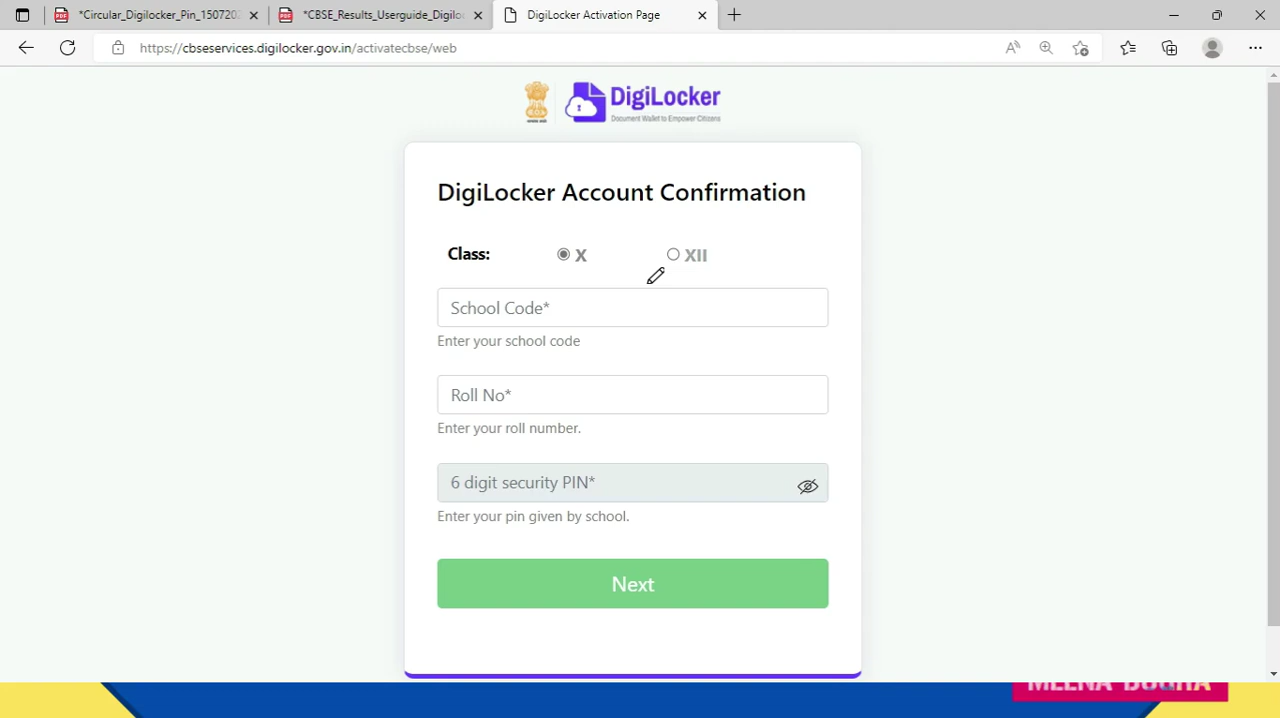 *Circular_Digilocker_Pin_150720
*CBSE_Results_Userguide_Digilo
DigiLocker Activation Page
https://cbseservices.digilocker.gov.in/activatecbse/web
DigiLocker
Document Wallet to Empower Citizens
DigiLocker Account Confirmation
Class: X XII
School Code*
Enter your school code
Roll No*
Enter your roll number.
6 digit security PIN*
Enter your pin given by school.
Next